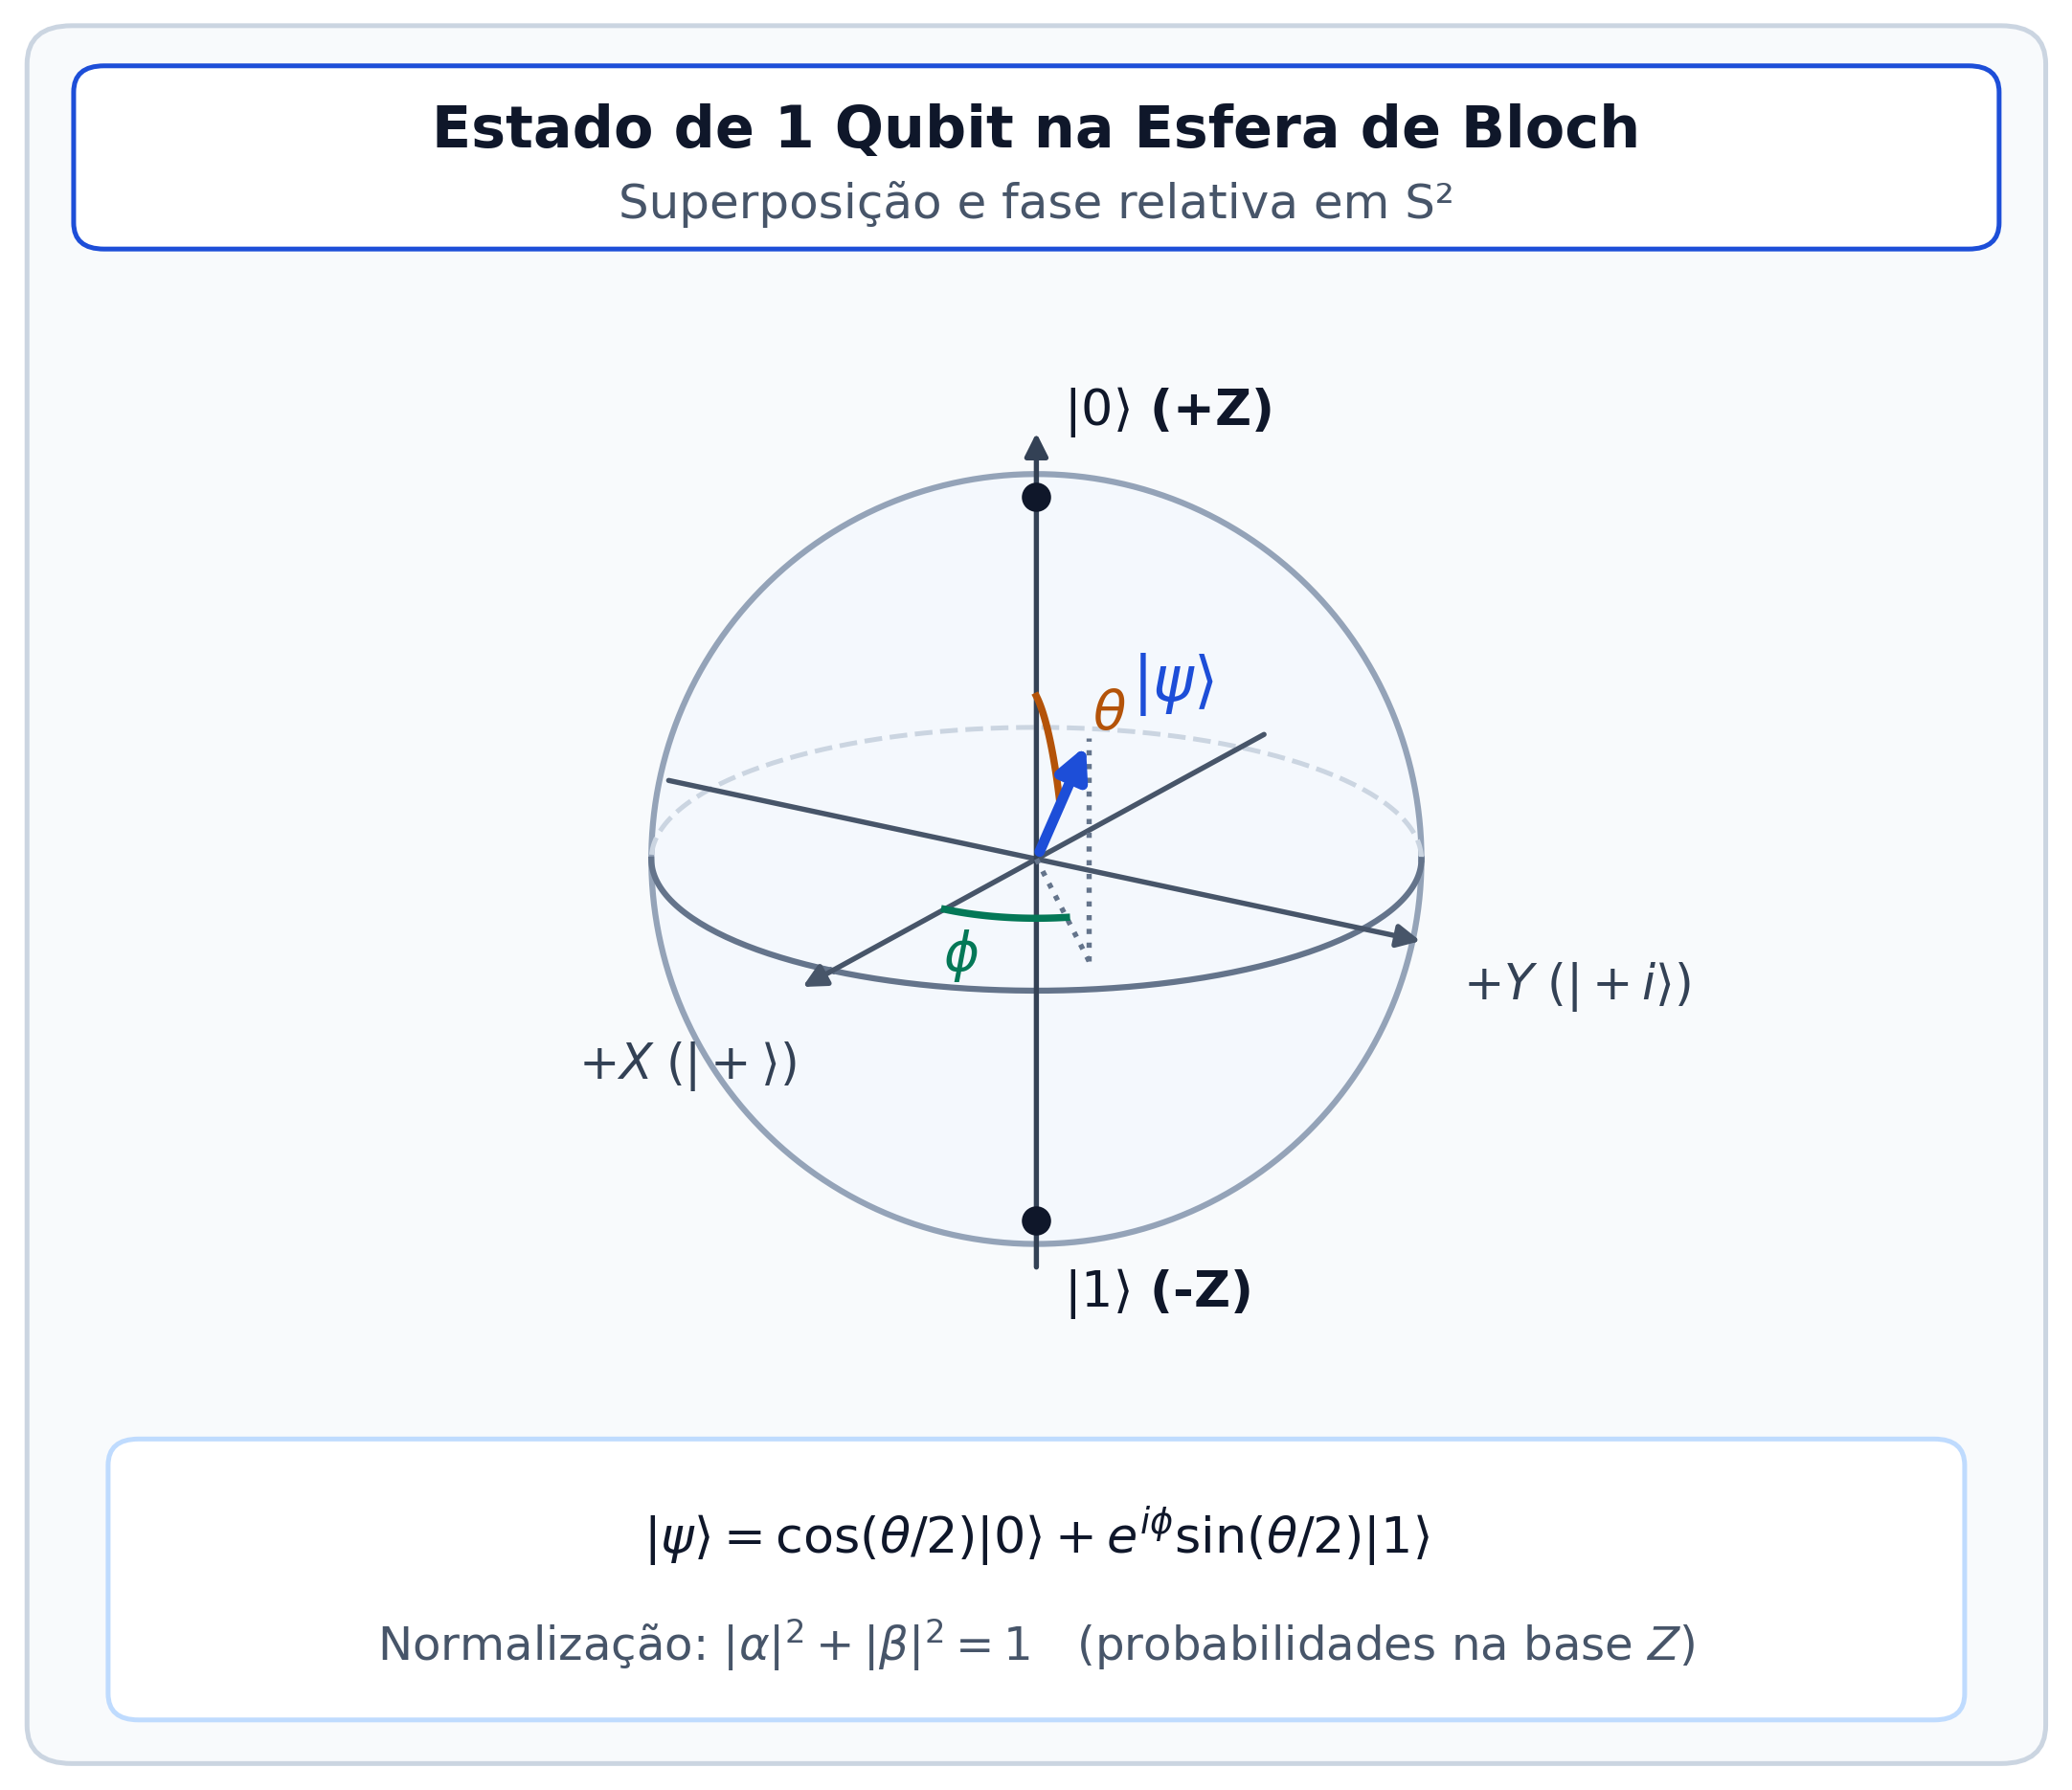 Estado de 1 Qubit na Esfera de Bloch
Superposição e fase relativa em S²
|0⟩ (+Z)
|ψ⟩
θ
ϕ
+Y (| + i⟩)
+X (| + ⟩)
|1⟩ (-Z)
|ψ⟩ = cos(θ/2)|0⟩ + e^{iϕ}sin(θ/2)|1⟩
Normalização: |α|² + |β|² = 1 (probabilidades na base Z)